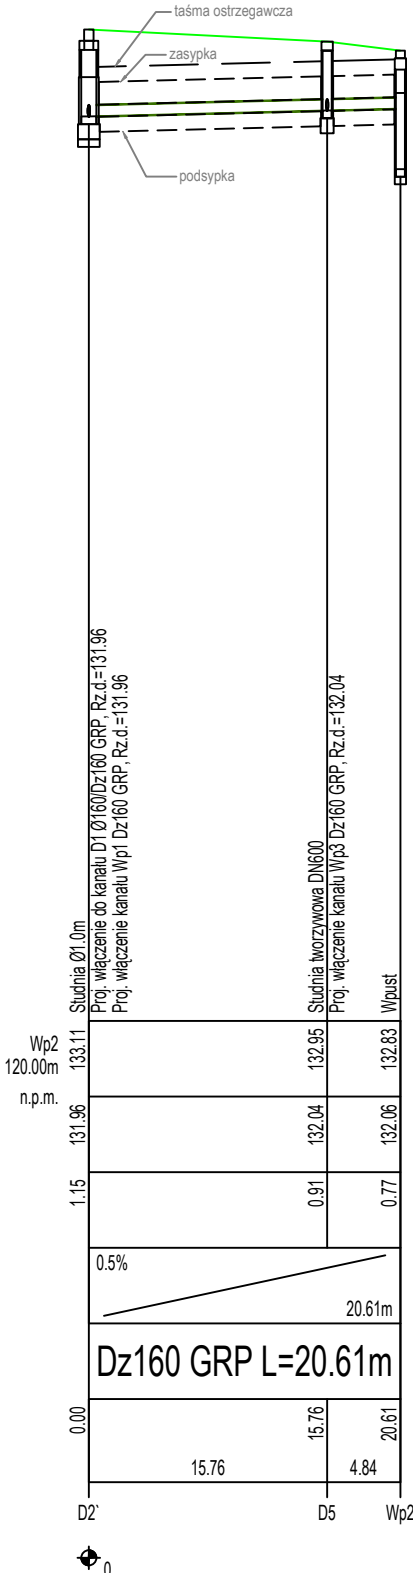 taśma ostrzegawcza
zasypka
podsypka
Studnia Ø1.0m
Proj. włączenie do kanału D1 Ø160/Dz160 GRP, Rz.d.=131.96
Proj. włączenie kanału Wp1 Dz160 GRP, Rz.d.=131.96
Studnia tworzywowa DN600
Proj. włączenie kanału Wp3 Dz160 GRP, Rz.d.=132.04
Wpust
Wp2
120.00m
n.p.m.
133.11
132.95
132.83
131.96
132.04
132.06
1.15
0.91
0.77
0.5%
20.61m
Dz160 GRP L=20.61m
0.00
15.76
20.61
15.76
4.84
D2`
D5
Wp2
0